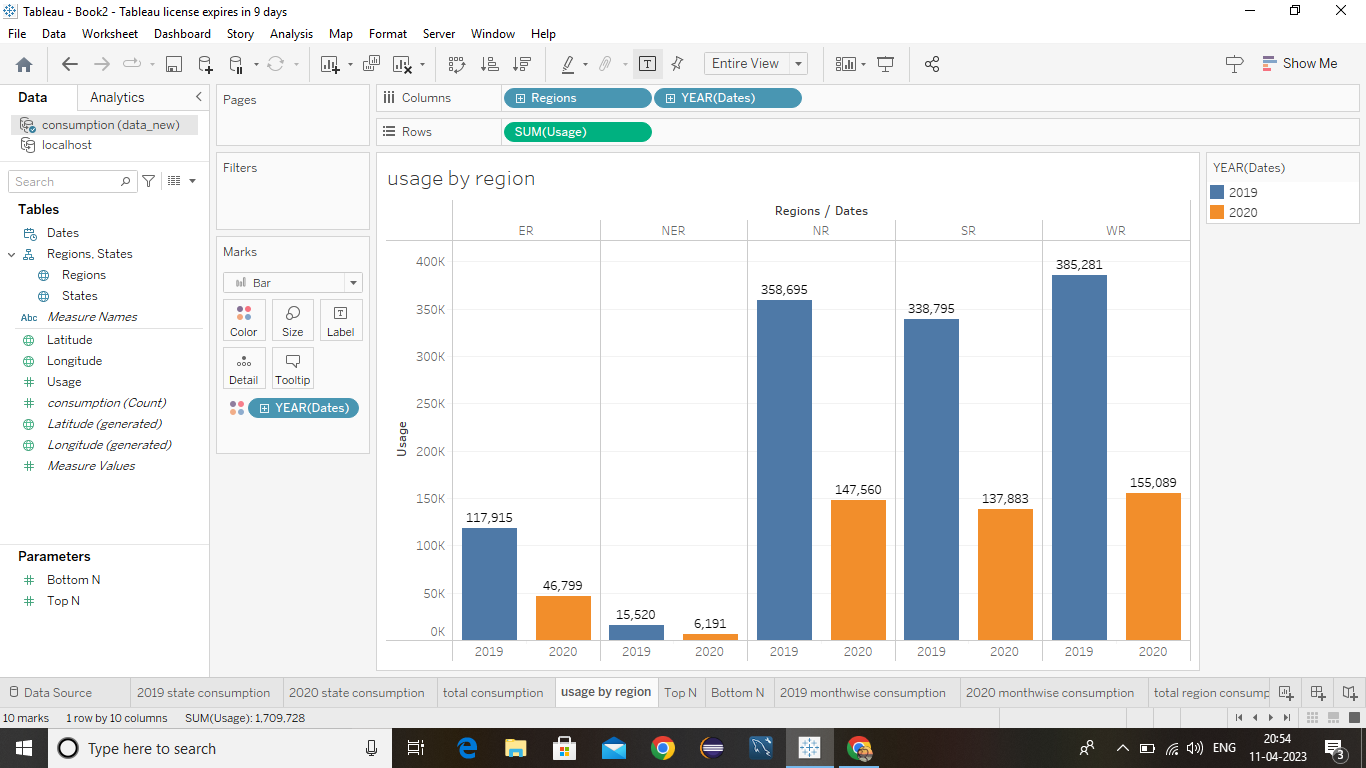 Tableau - Book2 - Tableau license expires in 9 days
File Data Worksheet Dashboard Story Analysis Map Format Server Window Help
Entire View
Show Me
Data Analytics
consumption (data_new)
localhost
Search
Tables
Dates
Regions, States
Regions
States
Abc Measure Names
Latitude
Longitude
Usage
consumption (Count)
Latitude (generated)
Longitude (generated)
Measure Values
Parameters
Bottom N
Top N
Pages
Filters
Marks
Bar
Color Size Label
Detail Tooltip
YEAR(Dates)
Columns Regions YEAR(Dates)
Rows SUM(Usage)
usage by region
Regions / Dates
ER NER NR SR WR
Usage
400K
350K
300K
250K
200K
150K
100K
50K
0K
117,915
46,799
15,520
6,191
358,695
147,560
338,795
137,883
385,281
155,089
2019 2020 2019 2020 2019 2020 2019 2020 2019 2020
YEAR(Dates)
2019
2020
Data Source 2019 state consumption 2020 state consumption total consumption usage by region Top N Bottom N 2019 monthwise consumption 2020 monthwise consumption total region consump
10 marks 1 row by 10 columns SUM(Usage): 1,709,728
Type here to search
ENG
20:54
11-04-2023
3